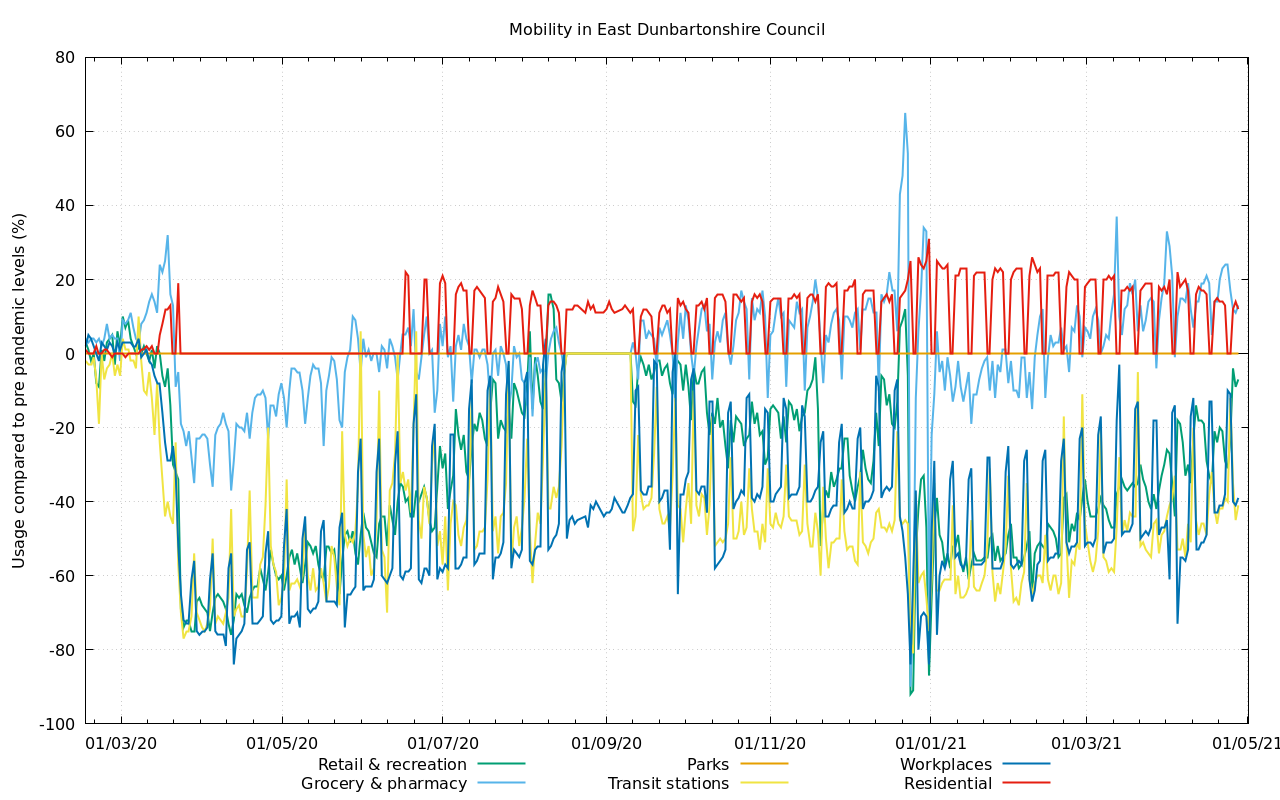 Mobility in East Dunbartonshire Council
Usage compared to pre pandemic levels (%)
80
60
40
20
0
-20
-40
-60
-80
-100
01/03/20 01/05/20 01/07/20 01/09/20 01/11/20 01/01/21 01/03/21 01/05/21
Retail & recreation Parks Workplaces
Grocery & pharmacy Transit stations Residential